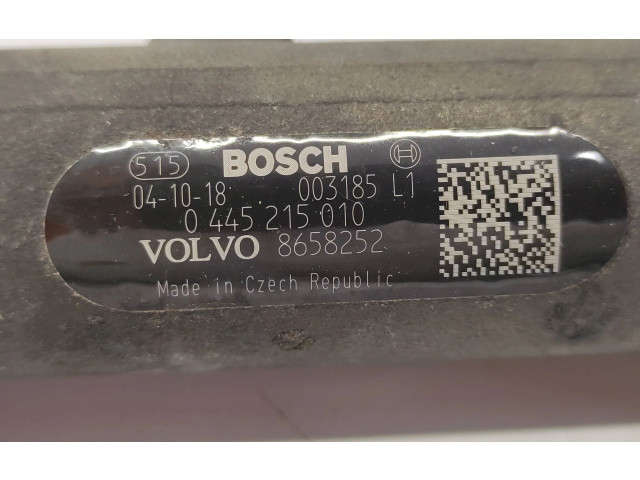 515 BOSCH
04-10-18 003185 L1
0 445 215 010
VOLVO 8658252
Made in Czech Republic